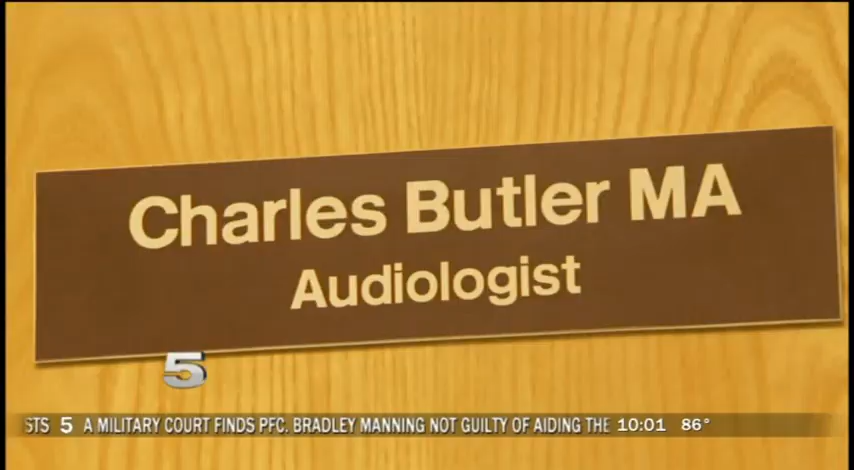 Charles Butler MA
Audiologist
5
STS 5 A MILITARY COURT FINDS PFC. BRADLEY MANNING NOT GUILTY OF AIDING THE 10:01 86°